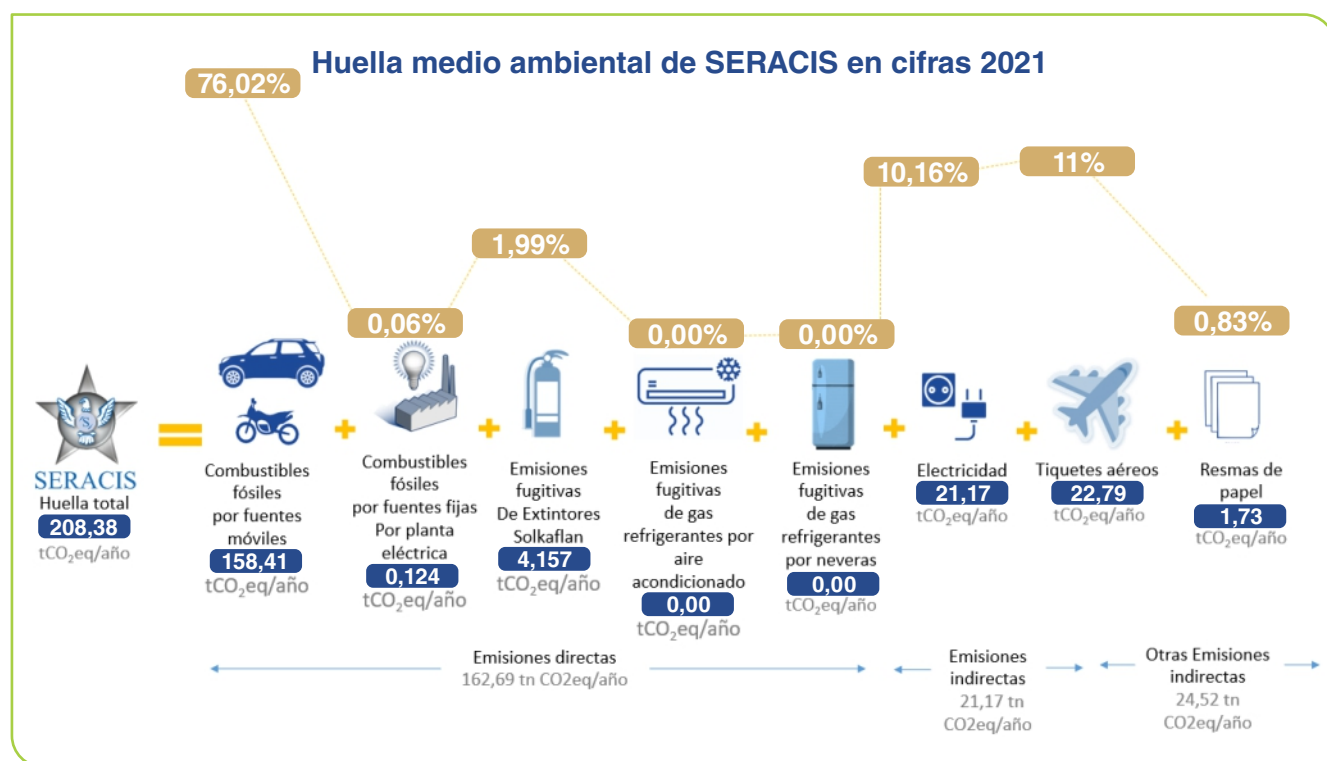 Huella medio ambiental de SERACIS en cifras 2021
76,02%
0,06%
1,99%
0,00%
0,00%
10,16%
11%
0,83%
SERACIS
Huella total
208,38
tCO₂eq/año
Combustibles
fósiles
por fuentes
móviles
158,41
tCO₂eq/año
Combustibles
fósiles
por fuentes fijas
Por planta
eléctrica
0,124
tCO₂eq/año
Emisiones
fugitivas
De Extintores
Solkaflan
4,157
tCO₂eq/año
Emisiones
fugitivas
de gas
refrigerantes por
aire
acondicionado
0,00
tCO₂eq/año
Emisiones
fugitivas
de gas
refrigerantes
por neveras
0,00
tCO₂eq/año
Electricidad
21,17
tCO₂eq/año
Tiquetes aéreos
22,79
tCO₂eq/año
Resmas de
papel
1,73
tCO₂eq/año
Emisiones directas
162,69 tn CO2eq/año
Emisiones
indirectas
21,17 tn
CO2eq/año
Otras Emisiones
indirectas
24,52 tn
CO2eq/año